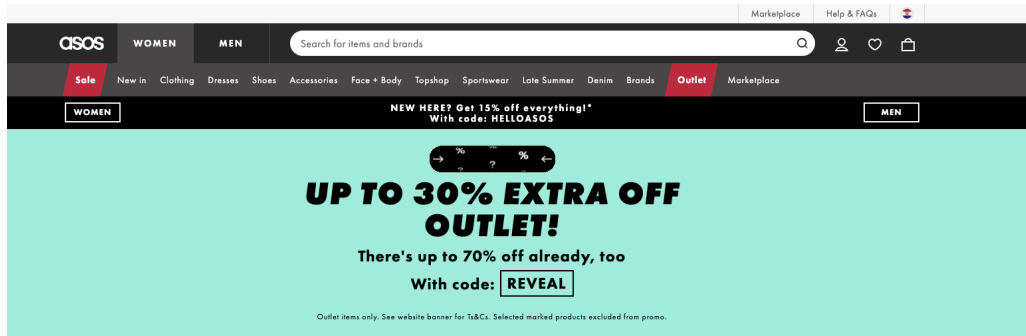 Marketplace Help & FAQs
asos WOMEN MEN Search for items and brands
Sale New in Clothing Dresses Shoes Accessories Face + Body Topshop Sportswear Late Summer Denim Brands Outlet Marketplace
WOMEN NEW HERE? Get 15% off everything!* MEN
With code: HELLOASOS
→ % % % ←
? ? ?
UP TO 30% EXTRA OFF
OUTLET!
There's up to 70% off already, too
With code: REVEAL
Outlet items only. See website banner for Ts&Cs. Selected marked products excluded from promo.